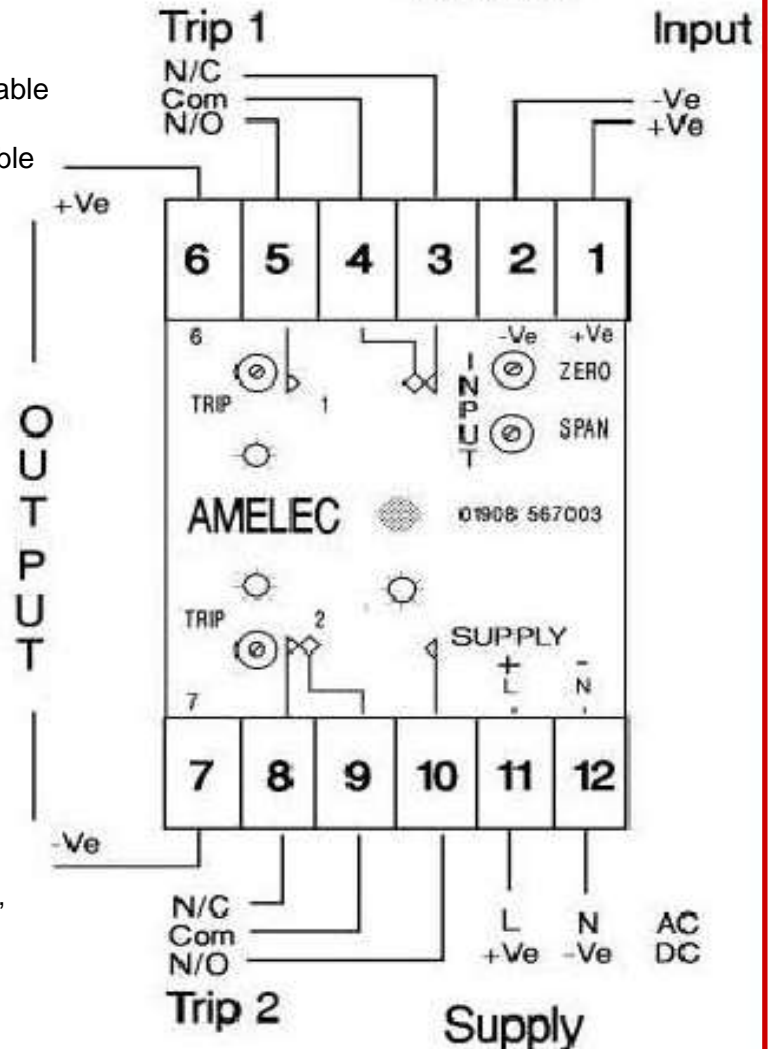 Trip 1
Input
N/C
Com
N/O
able
-Ve
+Ve
+Ve
6 5 4 3 2 1
6
-Ve +Ve
INPUT
ZERO
SPAN
TRIP
1
OUTPUT
AMELEC
01908 567003
TRIP
2
SUPPLY
+ -
L N
7
7 8 9 10 11 12
-Ve
,
N/C
Com
N/O
L N AC
+Ve -Ve DC
Trip 2
Supply